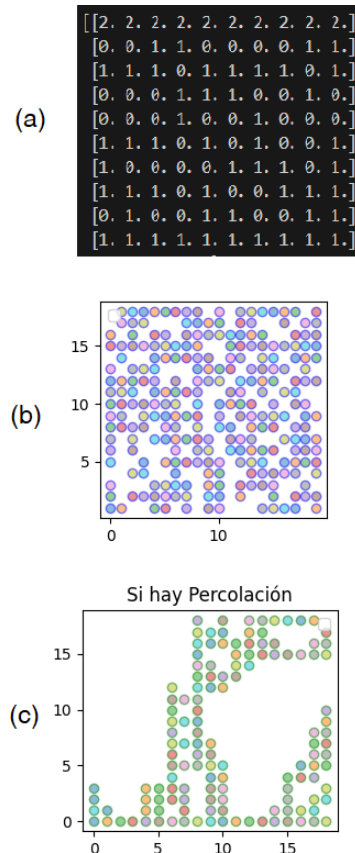 (a)
[[2. 2. 2. 2. 2. 2. 2. 2. 2. 2.]
[0. 0. 1. 1. 0. 0. 0. 0. 1. 1.]
[1. 1. 1. 0. 1. 1. 1. 1. 0. 1.]
[0. 0. 0. 1. 1. 1. 0. 0. 1. 0.]
[0. 0. 0. 1. 0. 0. 1. 0. 0. 0.]
[1. 1. 1. 0. 1. 0. 0. 0. 1. 1.]
[1. 0. 0. 0. 0. 1. 1. 1. 0. 1.]
[1. 1. 1. 1. 0. 1. 0. 1. 1. 1.]
[0. 1. 0. 0. 1. 1. 1. 0. 1. 1.]
[1. 1. 1. 1. 1. 1. 1. 1. 1. 1.]
(b)
15
10
5
0 10
Si hay Percolación
(c)
15
10
5
0
0 5 10 15